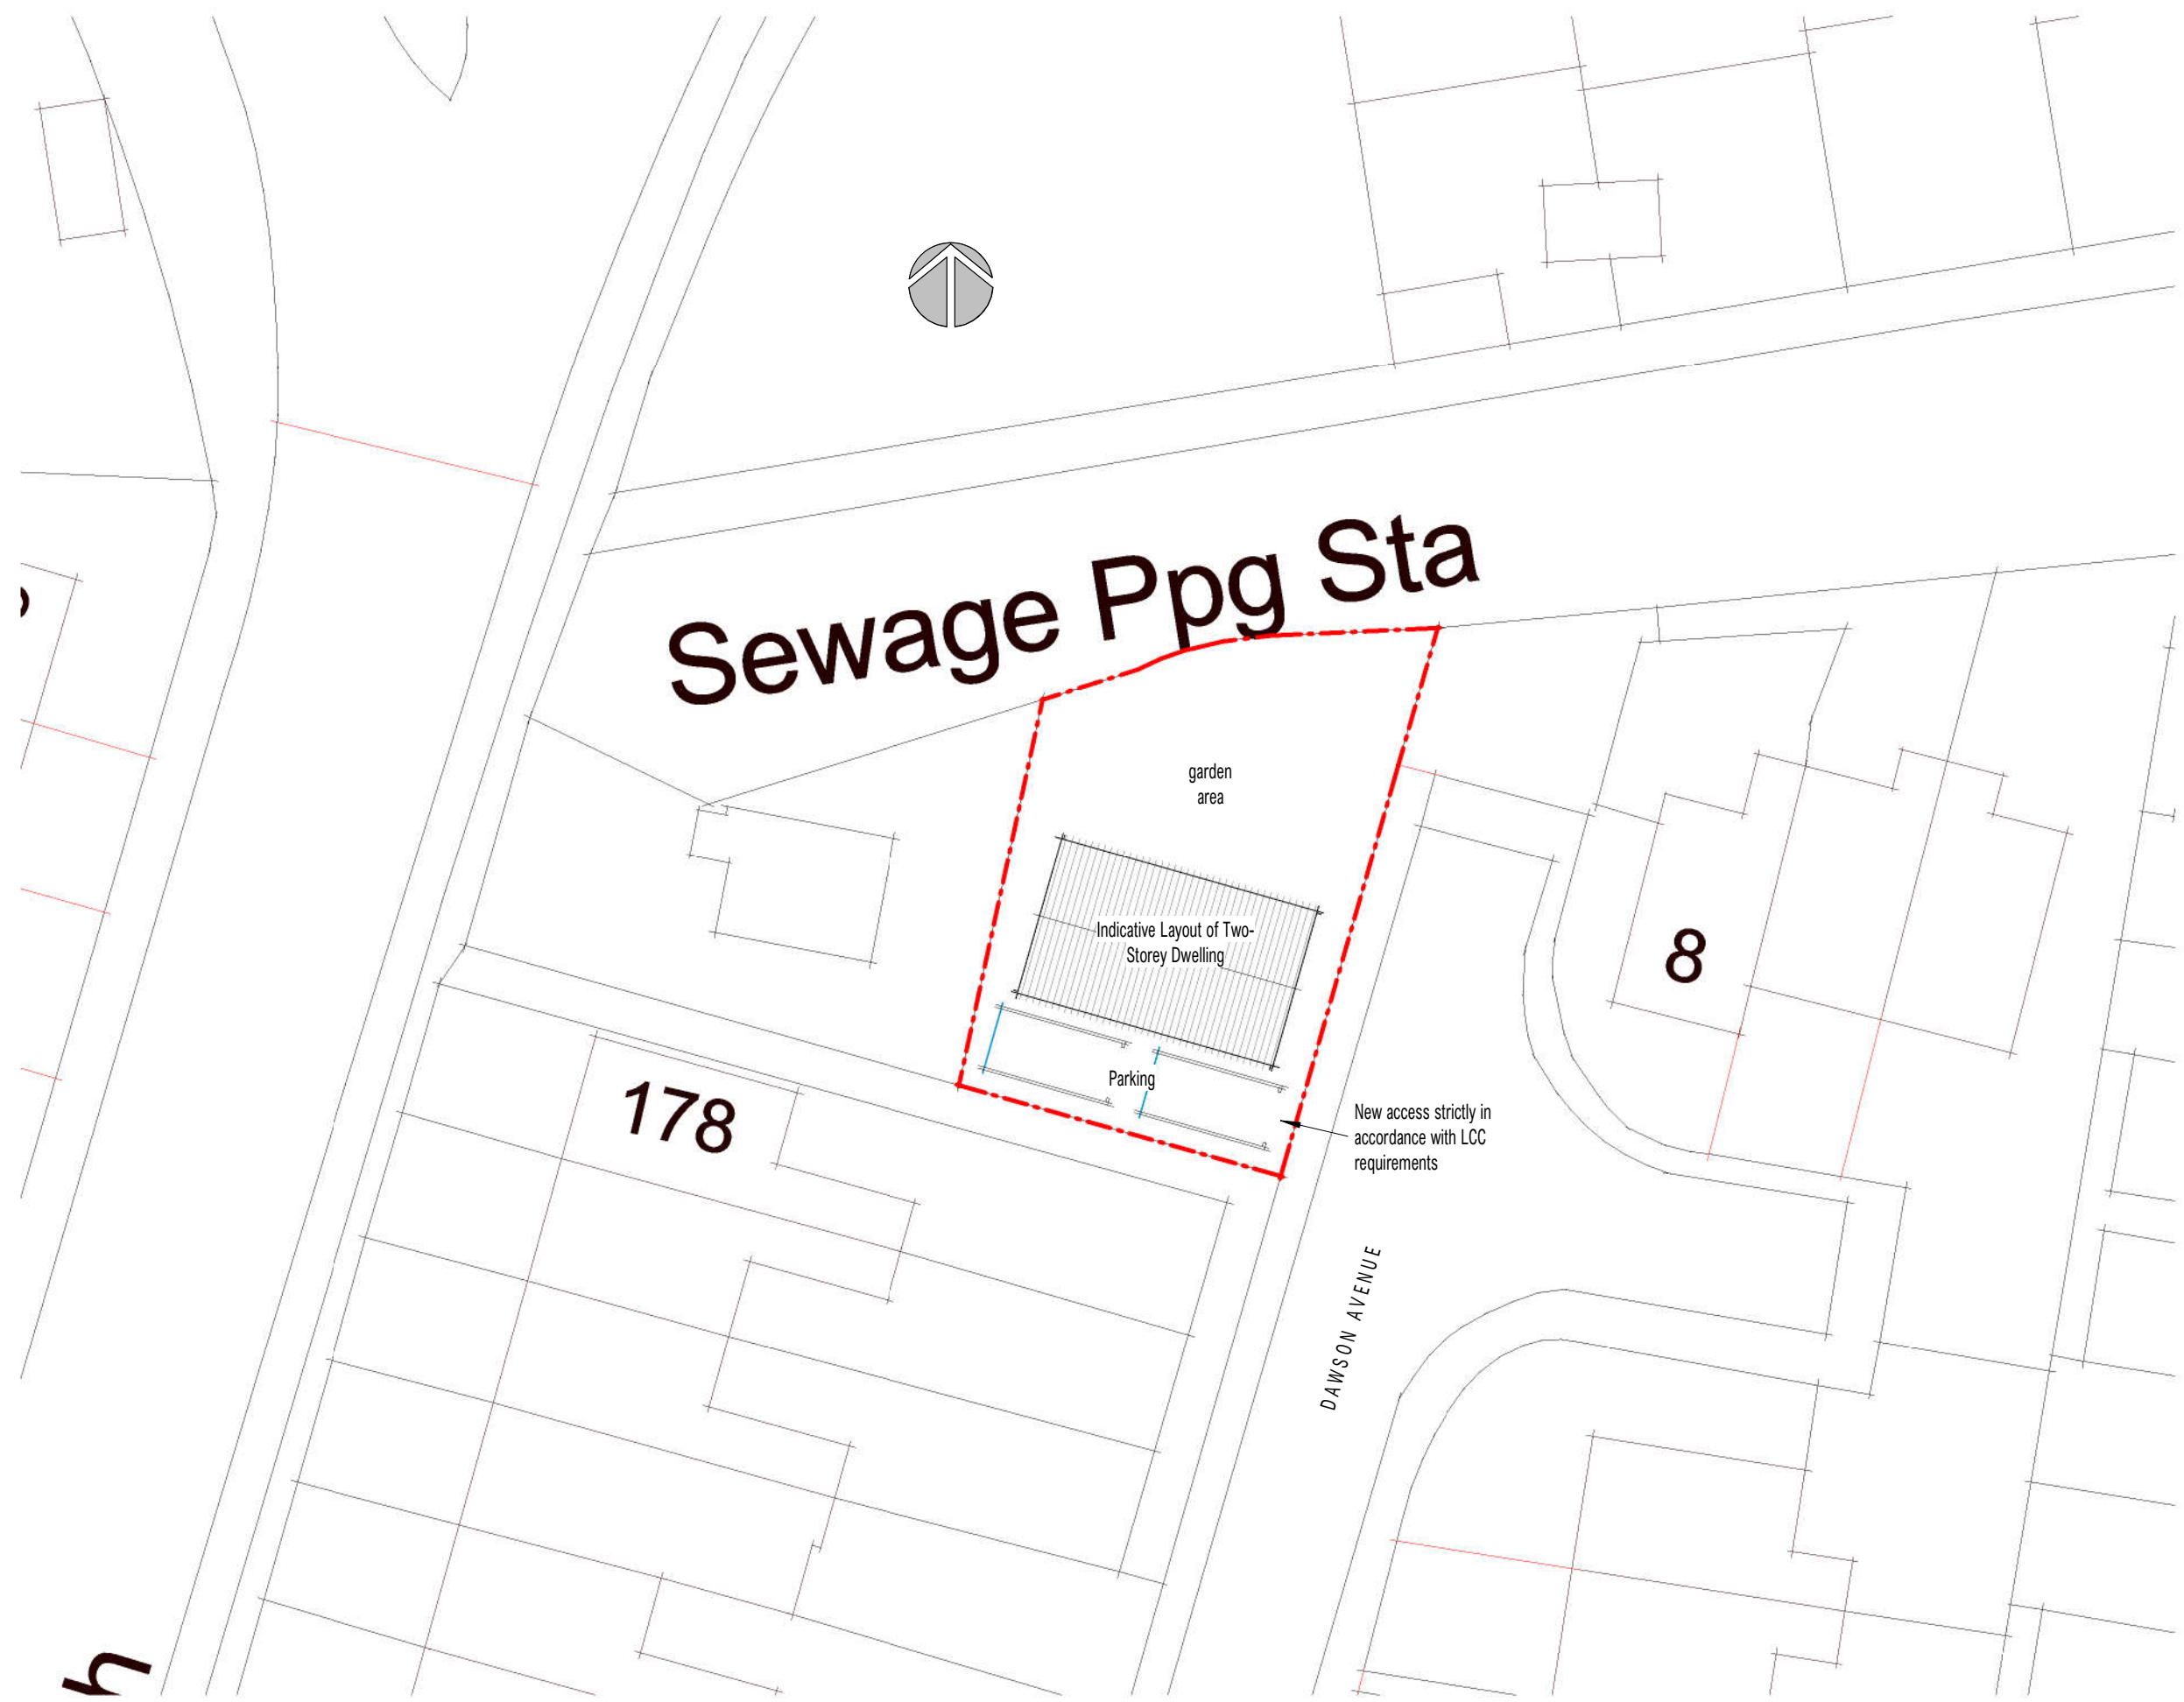 Sewage Ppg Sta
garden
area
Indicative Layout of Two-
Storey Dwelling
8
Parking
178
New access strictly in
accordance with LCC
requirements
DAWSON AVENUE
h